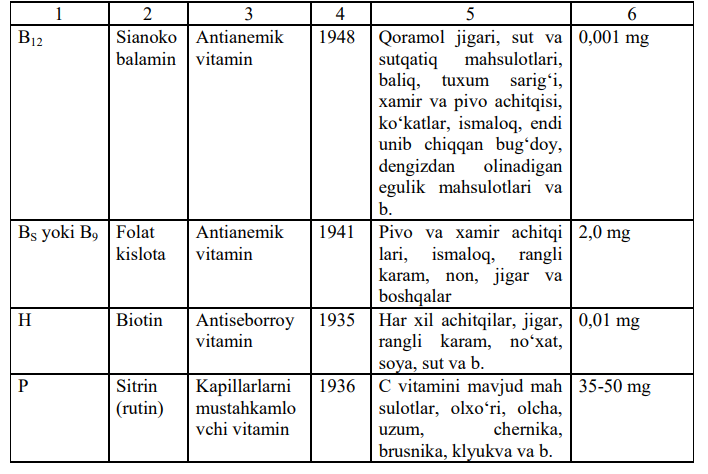 1 2 3 4 5 6
B12 Sianoko Antianemik 1948 Qoramol jigari, sut va 0,001 mg
balamin vitamin sutqatiq mahsulotlari,
baliq, tuxum sarig‘i,
xamir va pivo achitqisi,
ko‘katlar, ismaloq, endi
unib chiqqan bug‘doy,
dengizdan olinadigan
egulik mahsulotlari va
b.
BS yoki B9 Folat Antianemik 1941 Pivo va xamir achitqi 2,0 mg
kislota vitamin lari, ismaloq, rangli
karam, non, jigar va
boshqalar
H Biotin Antiseborroy 1935 Har xil achitqilar, jigar, 0,01 mg
vitamin rangli karam, no‘xat,
soya, sut va b.
P Sitrin Kapillarlarni 1936 C vitamini mavjud mah 35-50 mg
(rutin) mustahkamlo sulotlar, olxo‘ri, olcha,
vchi vitamin uzum, chernika,
brusnika, klyukva va b.